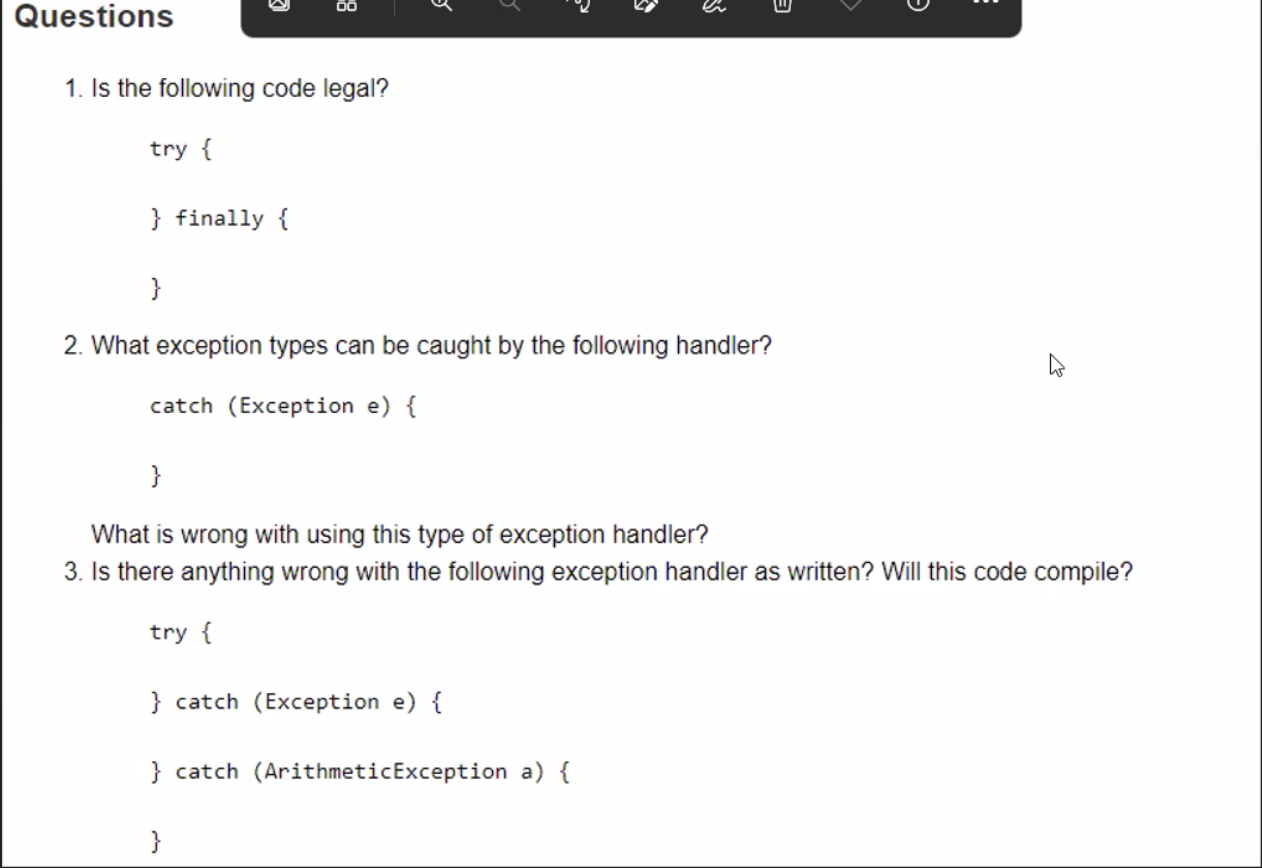 Questions
1. Is the following code legal?
try {
} finally {
}
2. What exception types can be caught by the following handler?
catch (Exception e) {
}
What is wrong with using this type of exception handler?
3. Is there anything wrong with the following exception handler as written? Will this code compile?
try {
} catch (Exception e) {
} catch (ArithmeticException a) {
}